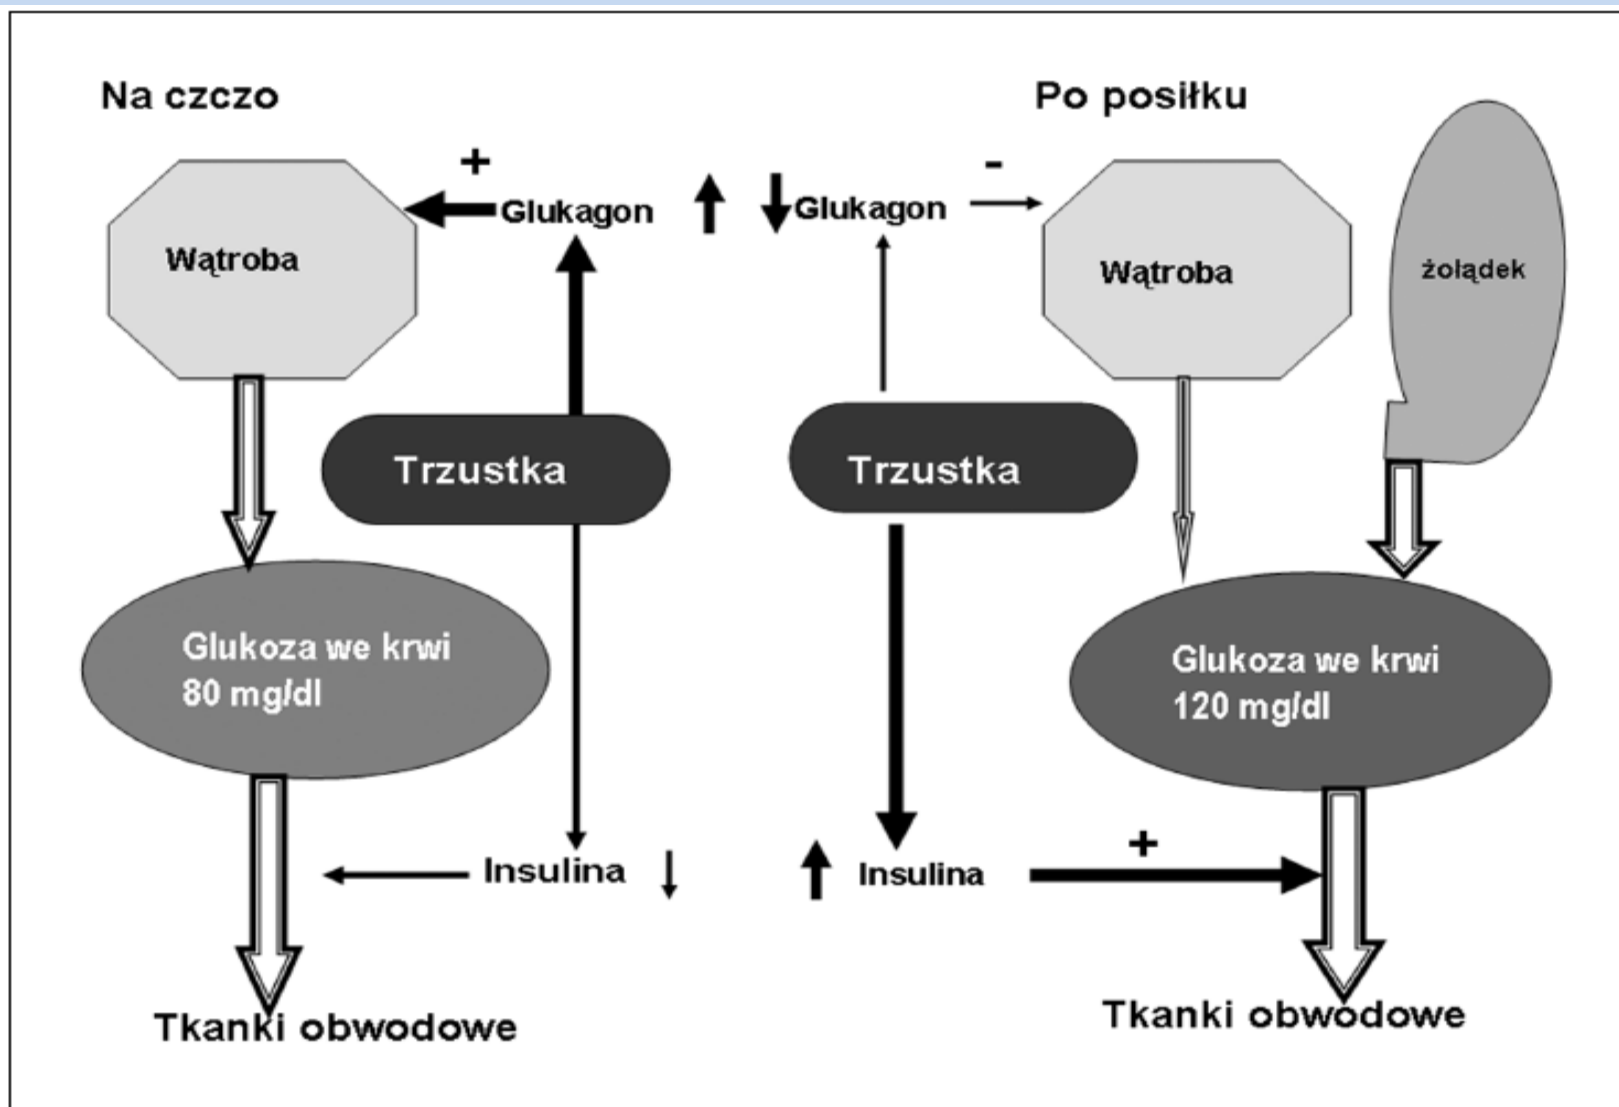 Na czczo
Po posiłku
+
-
Glukagon
Glukagon
Wątroba
Wątroba
żolądek
Trzustka
Trzustka
Glukoza we krwi
80 mg/dl
Glukoza we krwi
120 mg/dl
+
Insulina
Insulina
Tkanki obwodowe
Tkanki obwodowe